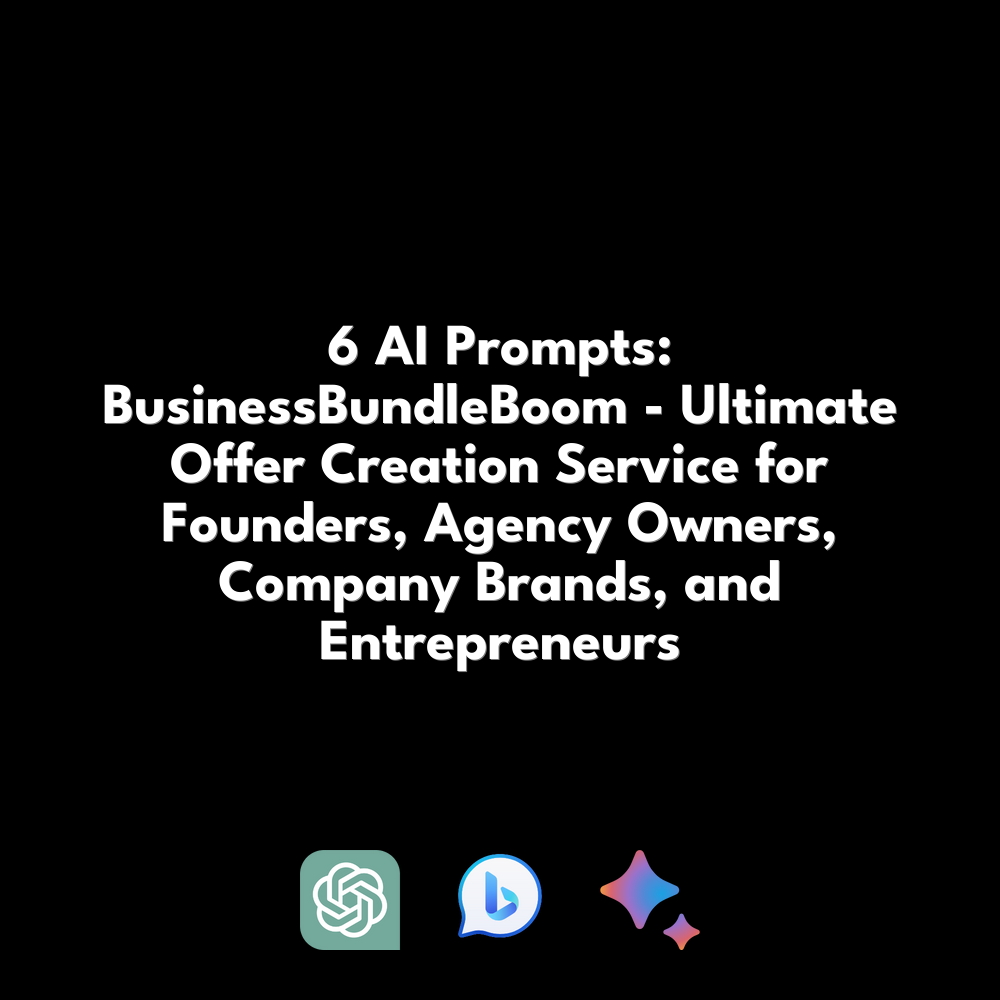 6 AI Prompts:
BusinessBundleBoom - Ultimate
Offer Creation Service for
Founders, Agency Owners,
Company Brands, and
Entrepreneurs